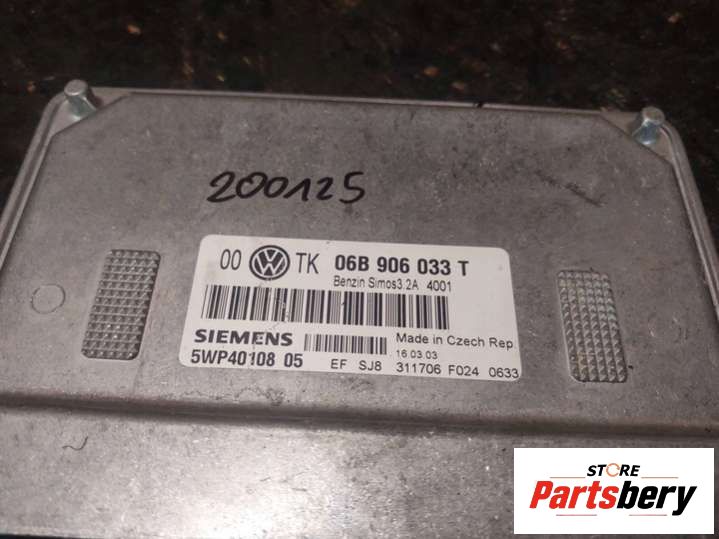 200125
00 VW TK 06B 906 033 T
Benzin Simos3.2A 4001
SIEMENS
Made in Czech Rep.
16.03.03
5WP40108 05
EF SJ8 311706 F024 0633
STORE
Partsbery